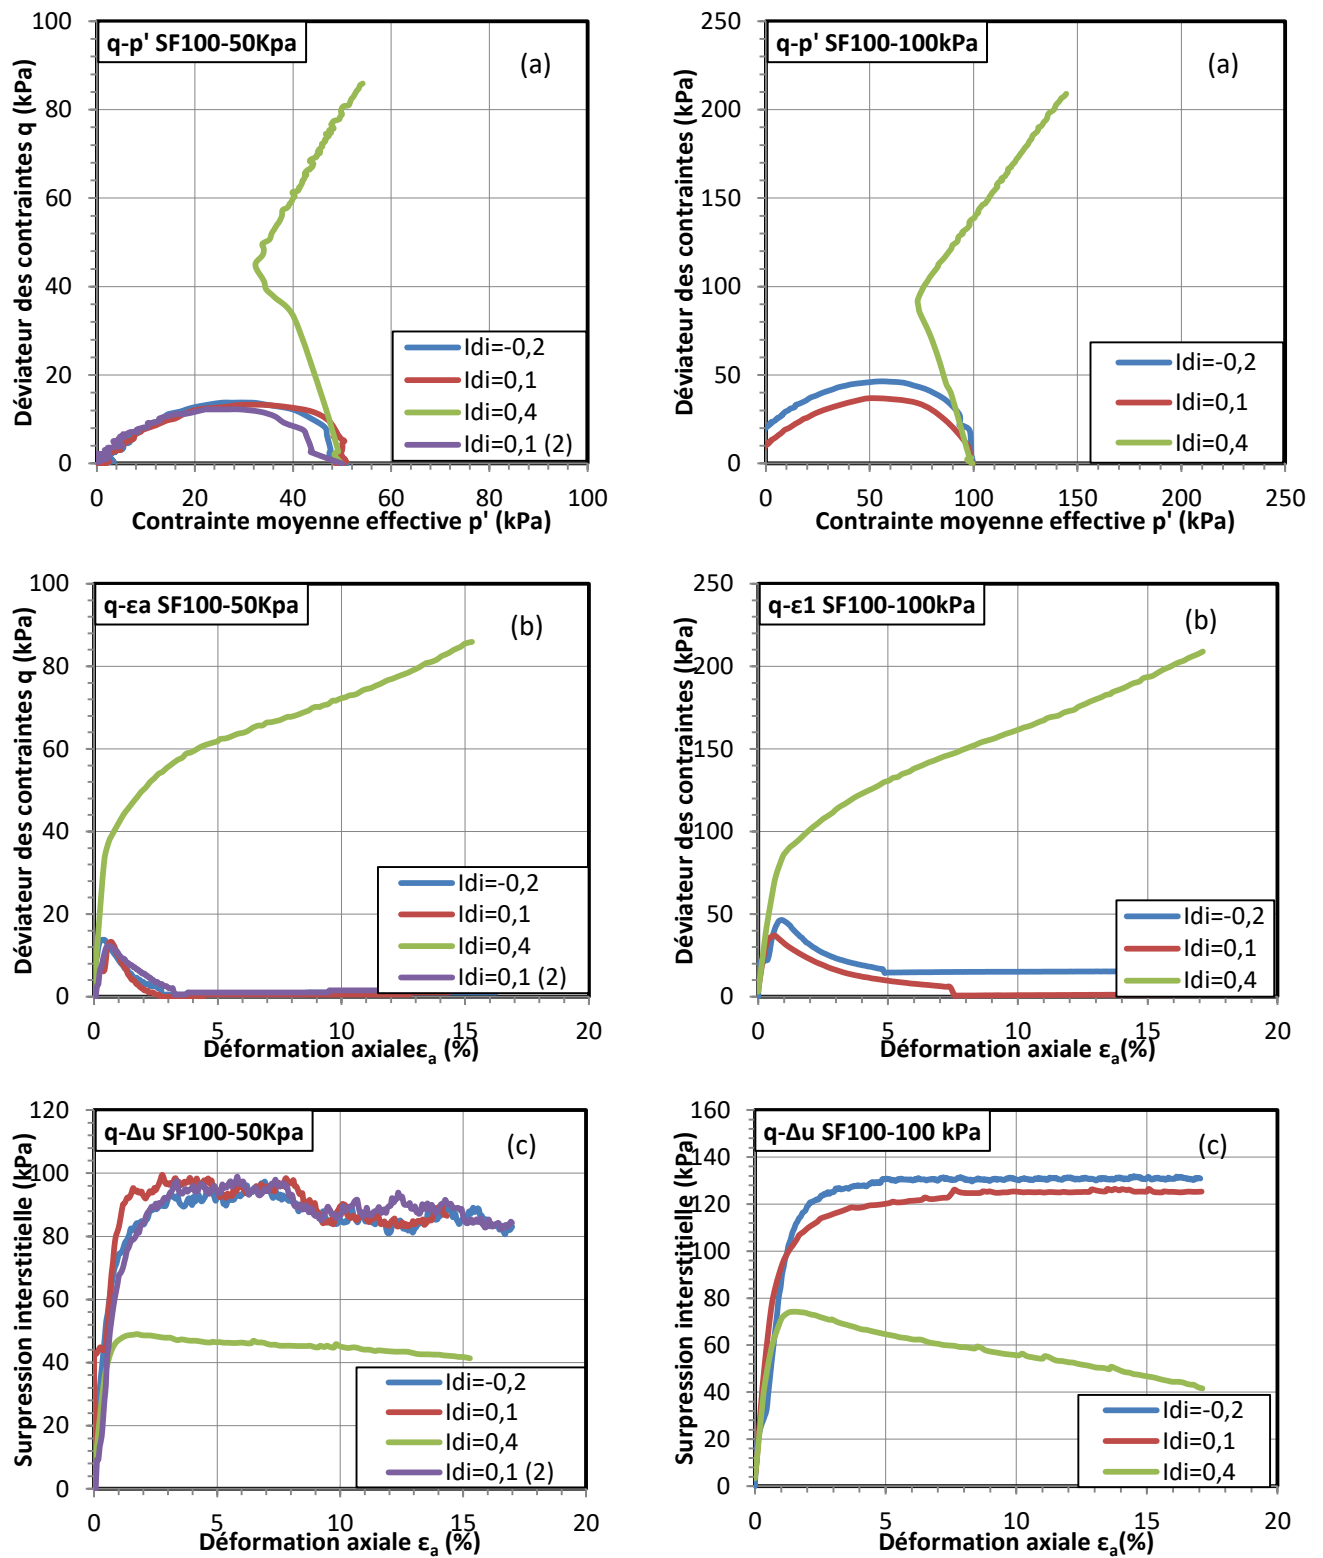 q-p' SF100-50Kpa
(a)
Déviateur des contraintes q (kPa)
100
80
60
40
20
0
Idi=-0,2
Idi=0,1
Idi=0,4
Idi=0,1 (2)
0 20 40 60 80 100
Contrainte moyenne effective p' (kPa)
q-p' SF100-100kPa
(a)
Déviateur des contraintes (kPa)
250
200
150
100
50
0
Idi=-0,2
Idi=0,1
Idi=0,4
0 50 100 150 200 250
Contrainte moyenne effective p' (kPa)
q-εa SF100-50Kpa
(b)
Déviateur des contraintes q (kPa)
100
80
60
40
20
0
Idi=-0,2
Idi=0,1
Idi=0,4
Idi=0,1 (2)
0 5 10 15 20
Déformation axialeεa (%)
q-ε1 SF100-100kPa
(b)
Déviateur des contraintes (kPa)
250
200
150
100
50
0
Idi=-0,2
Idi=0,1
Idi=0,4
0 5 10 15 20
Déformation axiale εa(%)
q-Δu SF100-50Kpa
(c)
Surpression interstitielle (kPa)
120
100
80
60
40
20
0
Idi=-0,2
Idi=0,1
Idi=0,4
Idi=0,1 (2)
0 5 10 15 20
Déformation axiale εa (%)
q-Δu SF100-100 kPa
(c)
Surpression interstitielle (kPa)
160
140
120
100
80
60
40
20
0
Idi=-0,2
Idi=0,1
Idi=0,4
0 5 10 15 20
Déformation axiale εa(%)